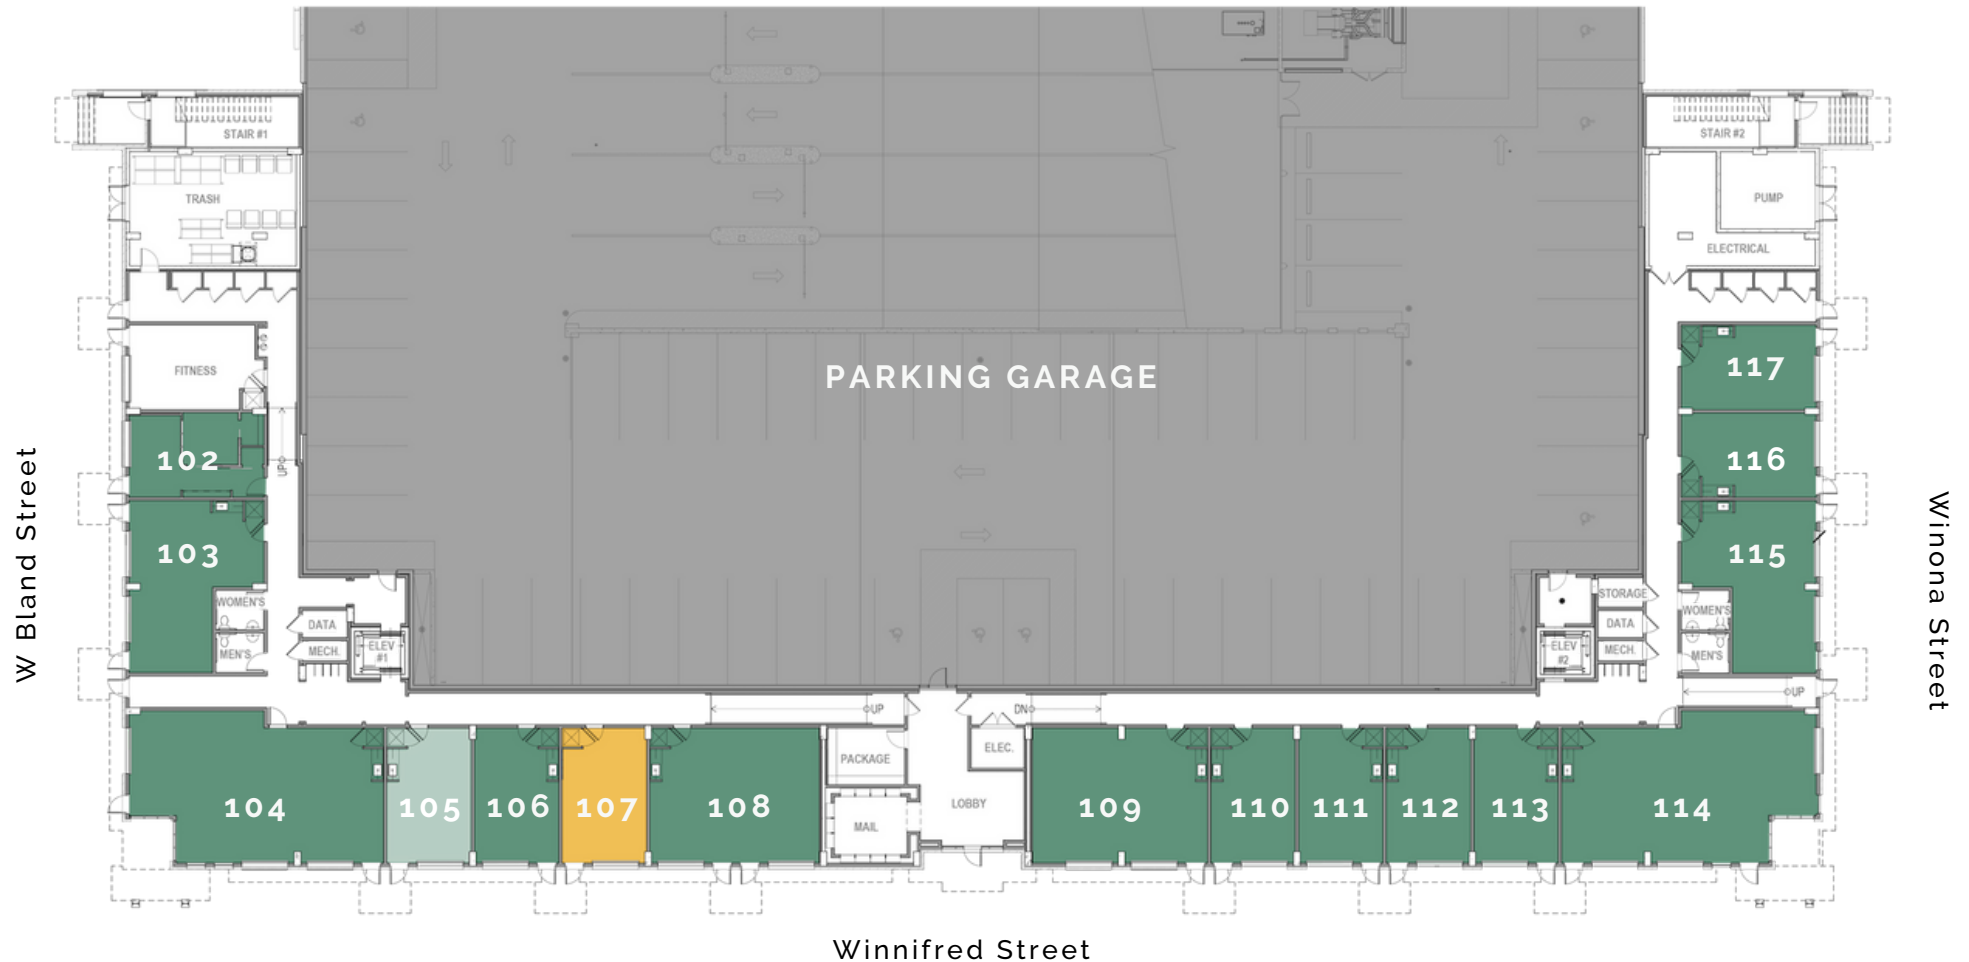 STAIR #1
STAIR #2
TRASH
PUMP
ELECTRICAL
FITNESS
PARKING GARAGE
117
102
UP
116
103
115
W Bland Street
Winona Street
WOMEN'S
MEN'S
DATA
MECH.
ELEV
#1
ELEV
#2
STORAGE
DATA
MECH.
WOMEN'S
MEN'S
UP
UP
DN
PACKAGE
ELEC.
LOBBY
MAIL
104
105
106
107
108
109
110
111
112
113
114
Winnifred Street